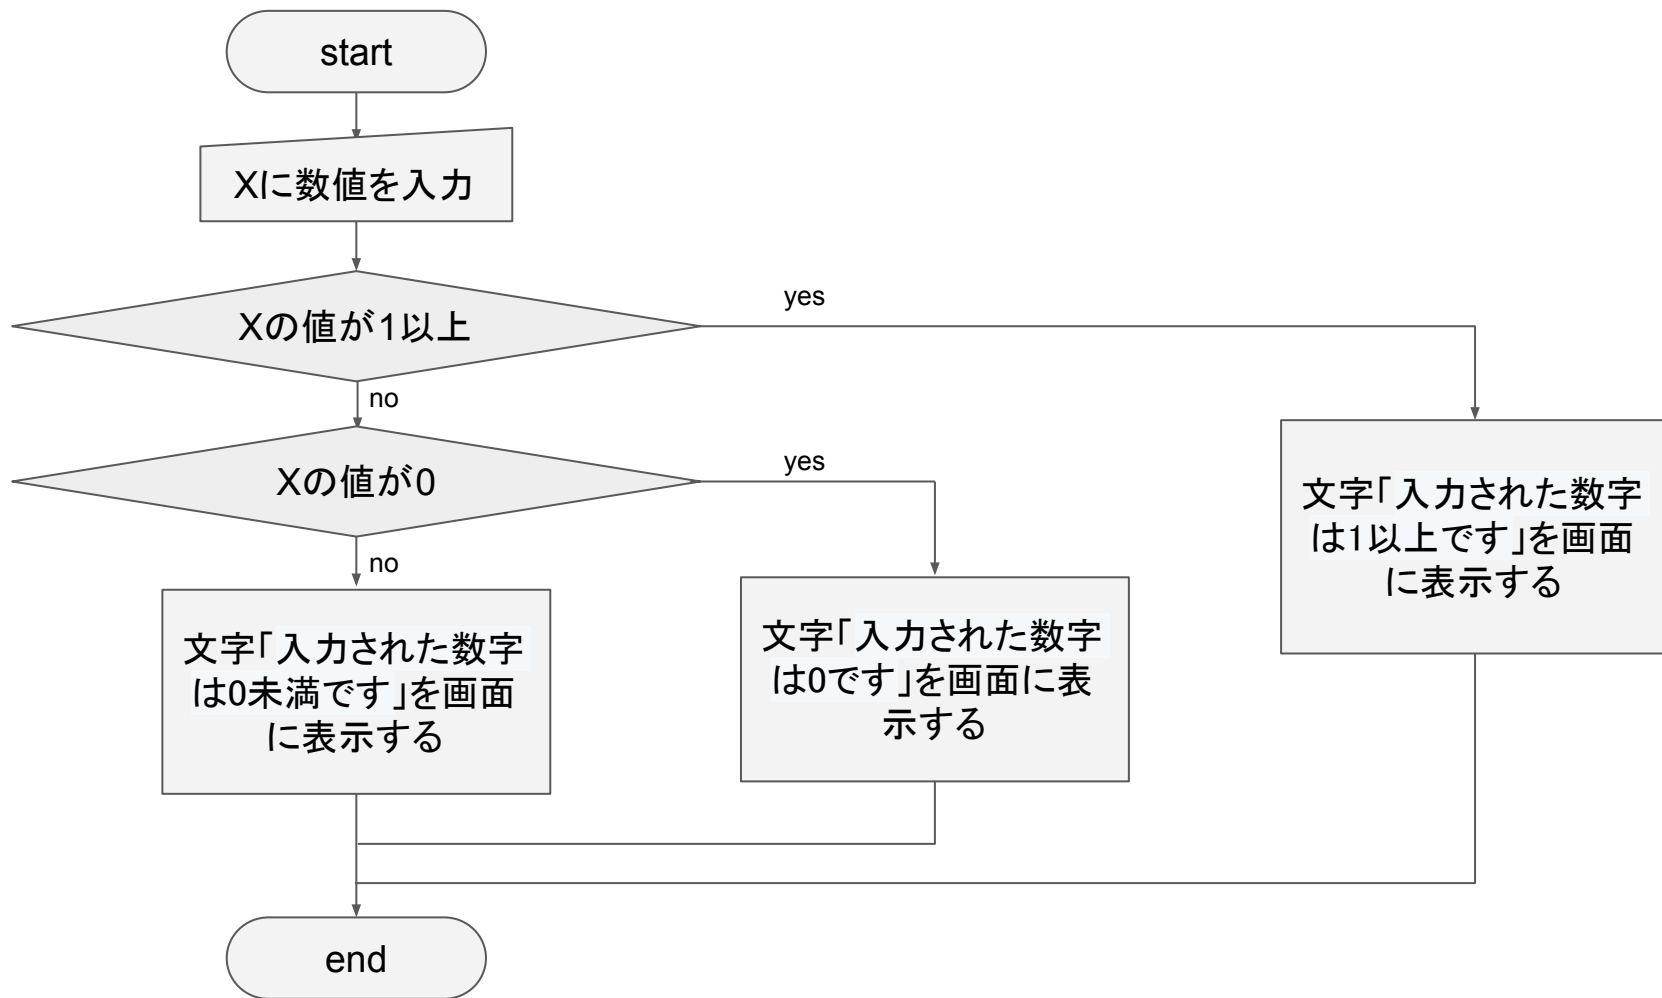 start
Xに数値を入力
Xの値が1以上
yes
no
Xの値が0
yes
no
文字「入力された数字
は1以上です」を画面
に表示する
文字「入力された数字
は0です」を画面に表
示する
文字「入力された数字
は0未満です」を画面
に表示する
end